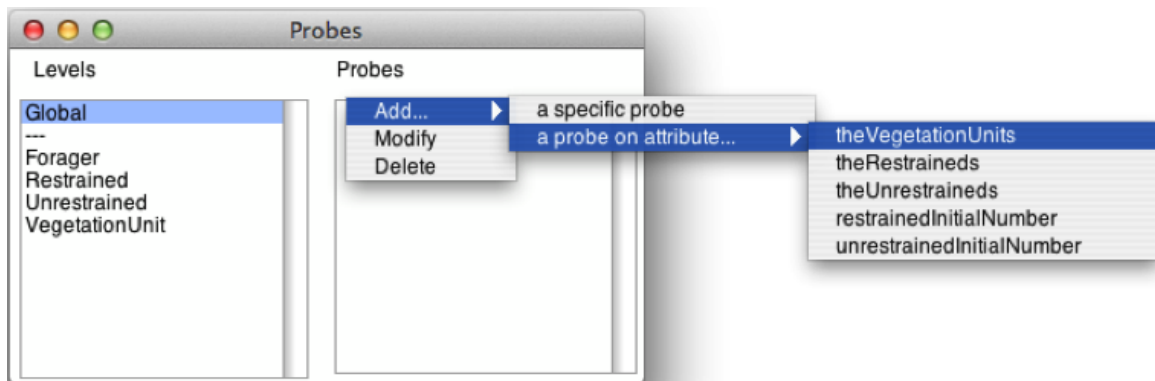 Probes
Levels
Probes
Global
---
Forager
Restrained
Unrestrained
VegetationUnit
Add...
Modify
Delete
a specific probe
a probe on attribute...
theVegetationUnits
theRestraineds
theUnrestraineds
restrainedInitialNumber
unrestrainedInitialNumber